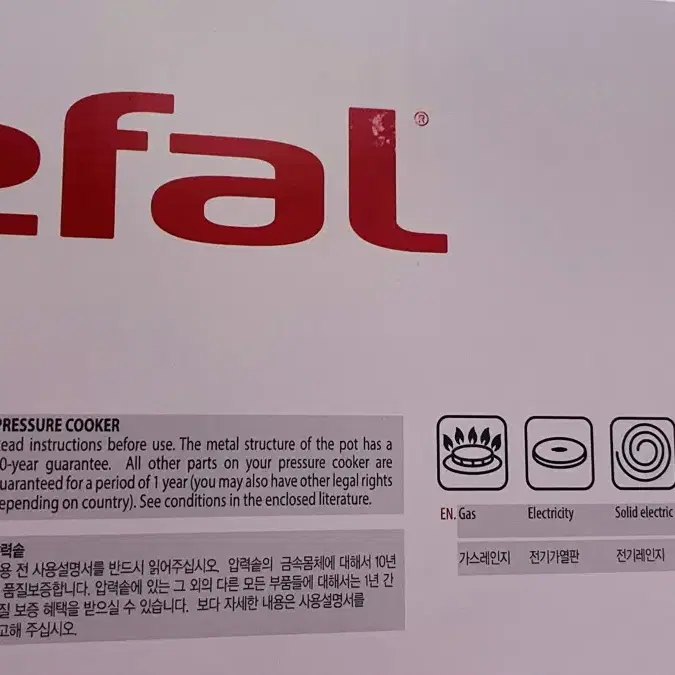 efal®
PRESSURE COOKER
ead instructions before use. The metal structure of the pot has a
0-year guarantee. All other parts on your pressure cooker are
uaranteed for a period of 1 year (you may also have other legal rights
epending on country). See conditions in the enclosed literature.
력솥
용 전 사용설명서를 반드시 읽어주십시오. 압력솥의 금속몸체에 대해서 10년
품질보증합니다. 압력솥에 있는 그 외의 다른 모든 부품들에 대해서는 1년 간
질 보증 혜택을 받으실 수 있습니다. 보다 자세한 내용은 사용설명서를
고해 주십시오.
EN. Gas Electricity Solid electric
가스레인지 전기가열판 전기레인지